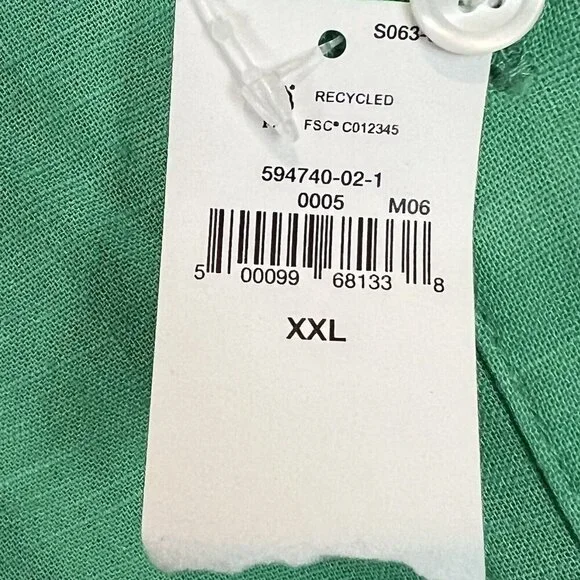 S063-
RECYCLED
FSC® C012345
594740-02-1
0005 M06
5 00099 68133 8
XXL